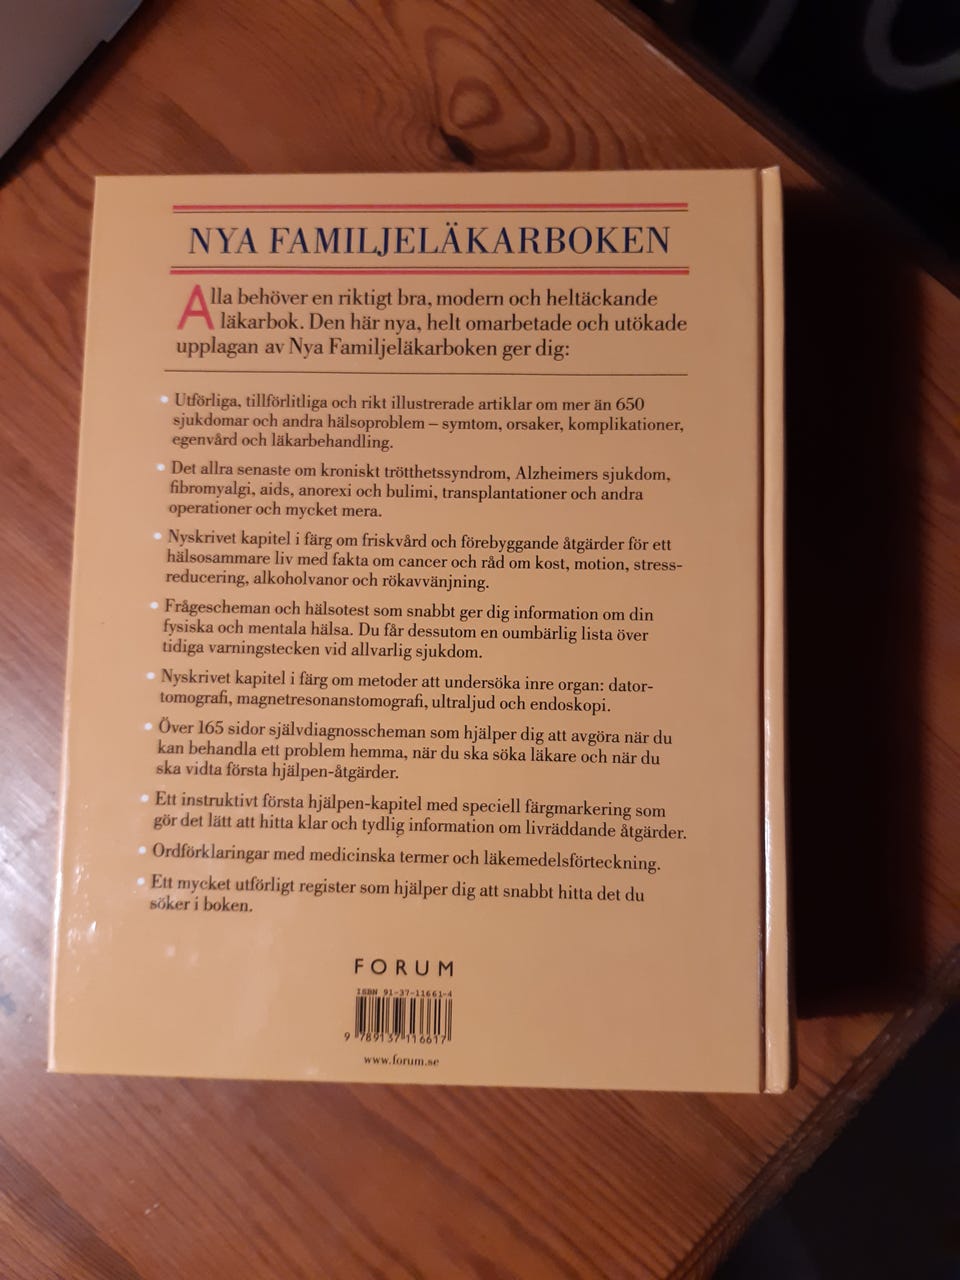 NYA FAMILJELÄKARBOKEN
Alla behöver en riktigt bra, modern och heltäckande
läkarbok. Den här nya, helt omarbetade och utökade
upplagan av Nya Familjeläkarboken ger dig:
• Utförliga, tillförlitliga och rikt illustrerade artiklar om mer än 650
sjukdomar och andra hälsoproblem – symtom, orsaker, komplikationer,
egenvård och läkarbehandling.
• Det allra senaste om kroniskt trötthetssyndrom, Alzheimers sjukdom,
fibromyalgi, aids, anorexi och bulimi, transplantationer och andra
operationer och mycket mera.
• Nyskrivet kapitel i färg om friskvård och förebyggande åtgärder för ett
hälsosammare liv med fakta om cancer och råd om kost, motion, stress-
reducering, alkoholvanor och rökavvänjning.
• Frågescheman och hälsotest som snabbt ger dig information om din
fysiska och mentala hälsa. Du får dessutom en oumbärlig lista över
tidiga varningstecken vid allvarlig sjukdom.
• Nyskrivet kapitel i färg om metoder att undersöka inre organ: dator-
tomografi, magnetresonanstomografi, ultraljud och endoskopi.
• Över 165 sidor självdiagnosscheman som hjälper dig att avgöra när du
kan behandla ett problem hemma, när du ska söka läkare och när du
ska vidta första hjälpen-åtgärder.
• Ett instruktivt första hjälpen-kapitel med speciell färgmarkering som
gör det lätt att hitta klar och tydlig information om livräddande åtgärder.
• Ordförklaringar med medicinska termer och läkemedelsförteckning.
• Ett mycket utförligt register som hjälper dig att snabbt hitta det du
söker i boken.
FORUM
ISBN 91-37-11661-4
9 789137 116617
www.forum.se